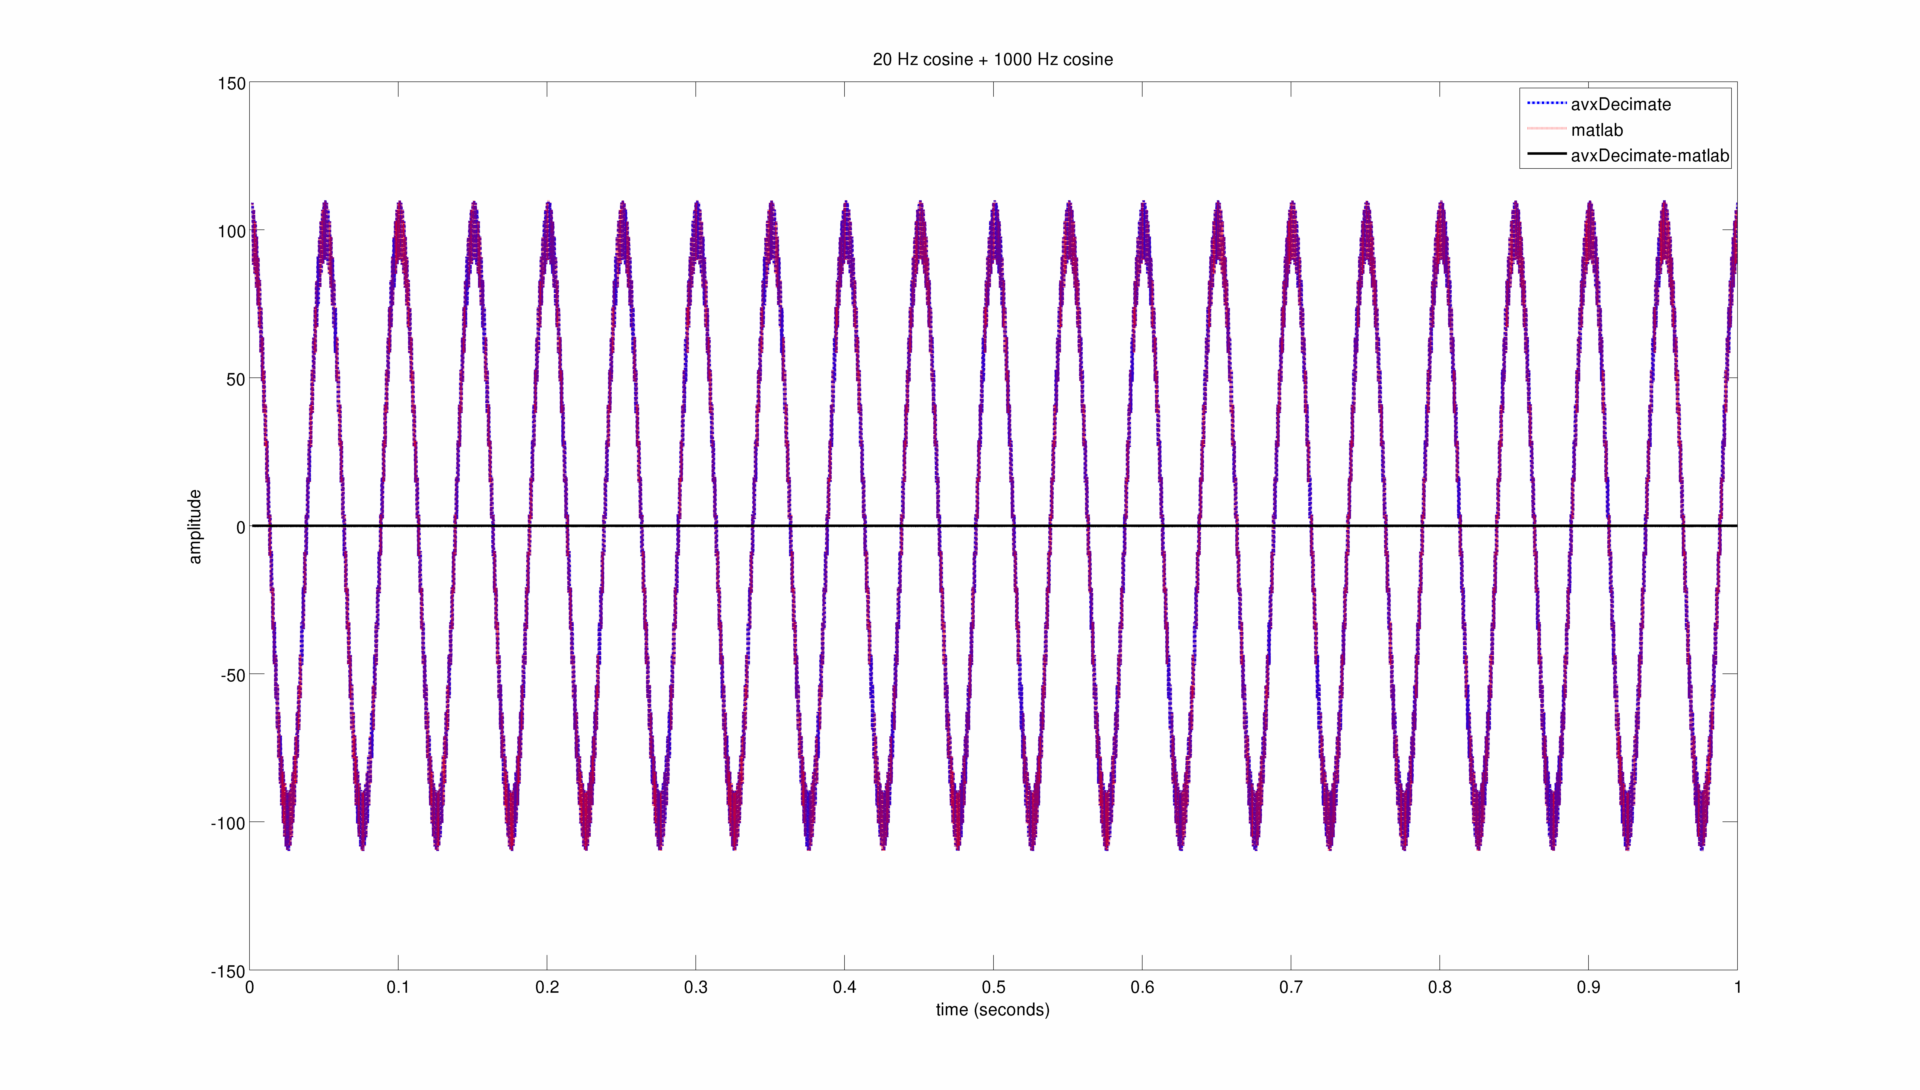 20 Hz cosine + 1000 Hz cosine
150
avxDecimate
matlab
avxDecimate-matlab
100
50
0
-50
-100
-150
amplitude
0 0.1 0.2 0.3 0.4 0.5 0.6 0.7 0.8 0.9 1
time (seconds)